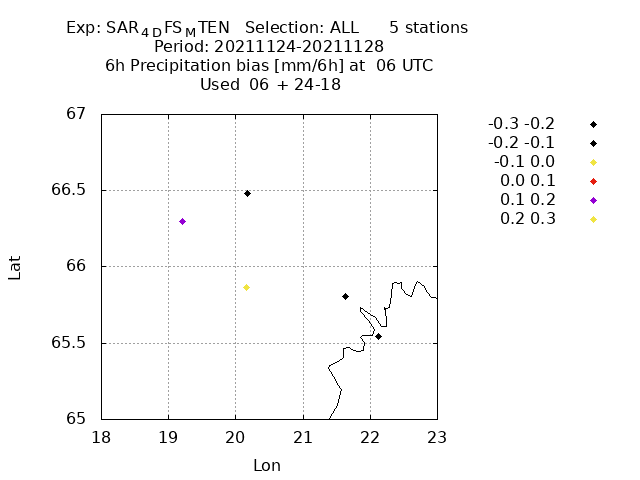 Exp: SAR4DFSMTEN Selection: ALL 5 stations
Period: 20211124-20211128
6h Precipitation bias [mm/6h] at 06 UTC
Used 06 + 24-18
67
66.5
66
65.5
65
Lat
18 19 20 21 22 23
Lon
-0.3 -0.2
-0.2 -0.1
-0.1 0.0
0.0 0.1
0.1 0.2
0.2 0.3